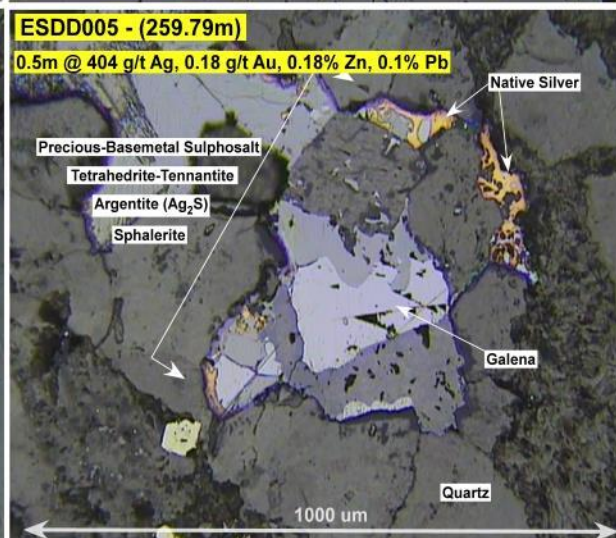 ESDD005 - (259.79m)
0.5m @ 404 g/t Ag, 0.18 g/t Au, 0.18% Zn, 0.1% Pb
Native Silver
Precious-Basemetal Sulphosalt
Tetrahedrite-Tennantite
Argentite (Ag₂S)
Sphalerite
Galena
Quartz
1000 um